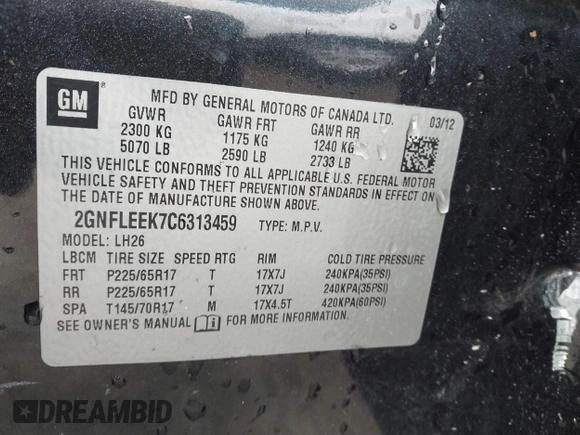 GM
MFD BY GENERAL MOTORS OF CANADA LTD.
GVWR GAWR FRT GAWR RR 03/12
2300 KG 1175 KG 1240 KG
5070 LB 2590 LB 2733 LB
THIS VEHICLE CONFORMS TO ALL APPLICABLE U.S. FEDERAL MOTOR
VEHICLE SAFETY AND THEFT PREVENTION STANDARDS IN EFFECT ON
THE DATE OF MANUFACTURE SHOWN ABOVE.
2GNFLEEK7C6313459 TYPE: M.P.V.
MODEL: LH26
LBCM TIRE SIZE SPEED RTG RIM COLD TIRE PRESSURE
FRT P225/65R17 T 17X7J 240KPA(35PSI)
RR P225/65R17 T 17X7J 240KPA(35PSI)
SPA T145/70R17 M 17X4.5T 420KPA(60PSI)
SEE OWNER'S MANUAL FOR MORE INFORMATION.
DREAMBID